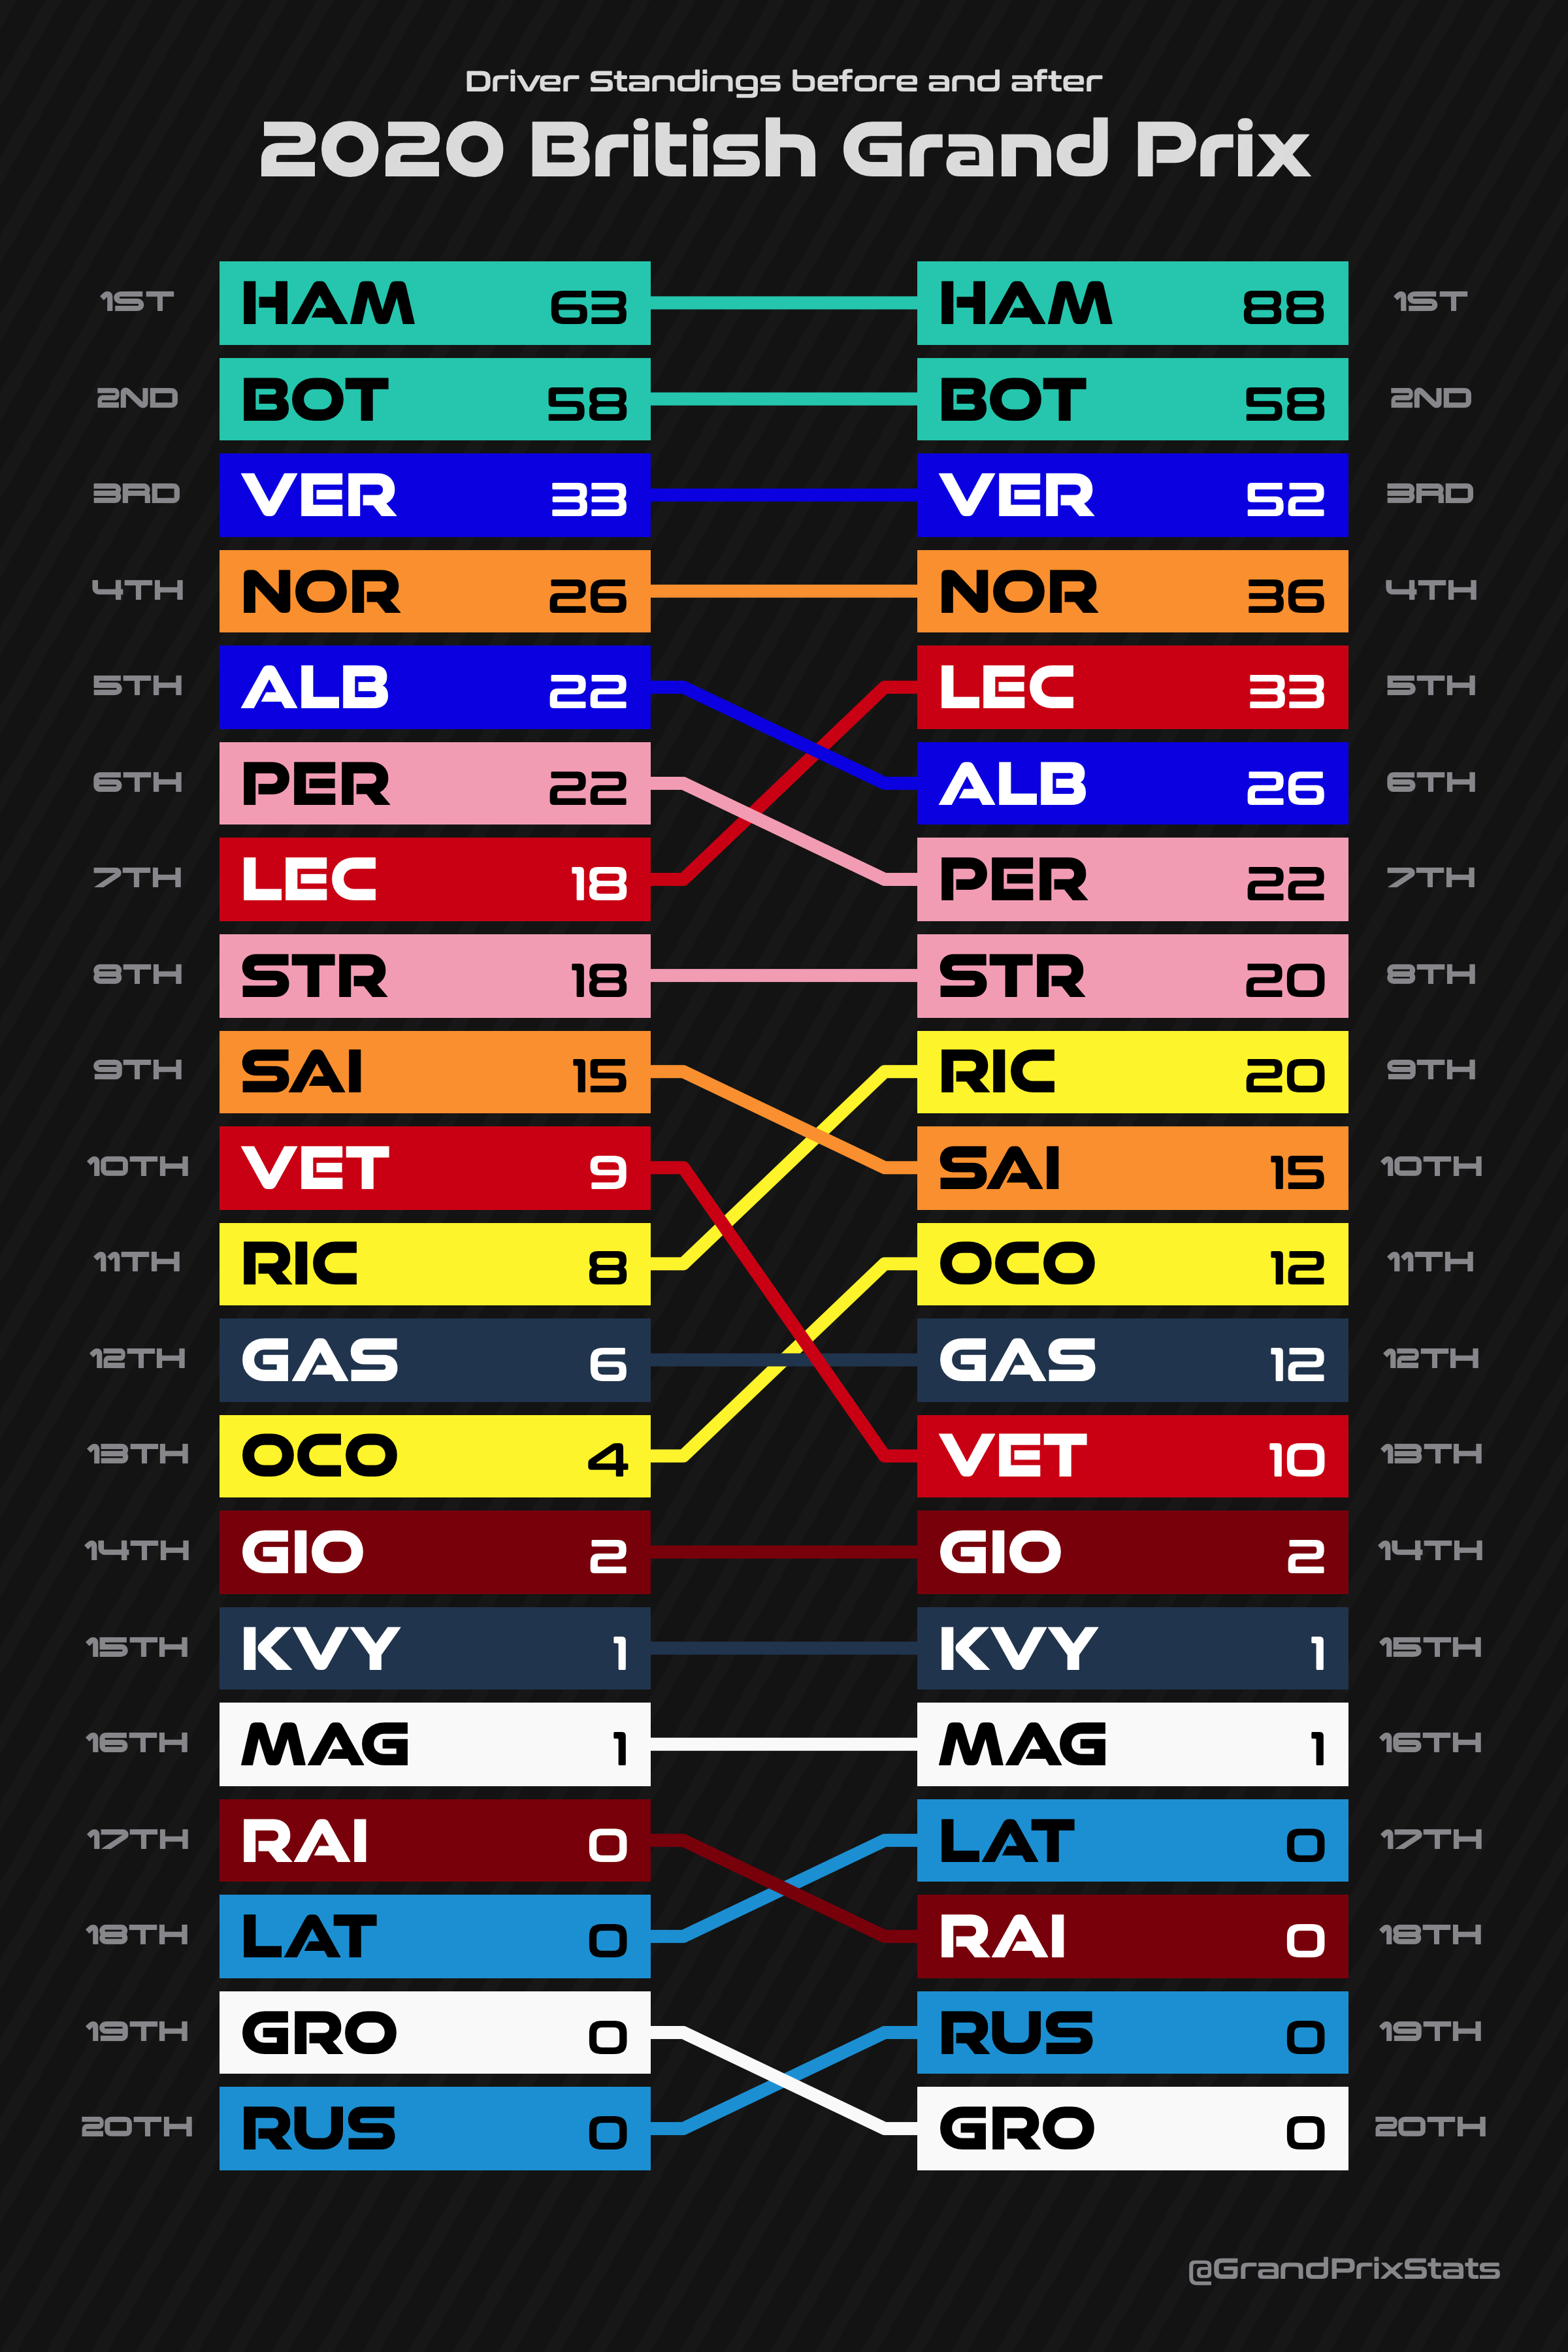 Driver Standings before and after
2020 British Grand Prix
1ST HAM 63 HAM 88 1ST
2ND BOT 58 BOT 58 2ND
3RD VER 33 VER 52 3RD
4TH NOR 26 NOR 36 4TH
5TH ALB 22 LEC 33 5TH
6TH PER 22 ALB 26 6TH
7TH LEC 18 PER 22 7TH
8TH STR 18 STR 20 8TH
9TH SAI 15 RIC 20 9TH
10TH VET 9 SAI 15 10TH
11TH RIC 8 OCO 12 11TH
12TH GAS 6 GAS 12 12TH
13TH OCO 4 VET 10 13TH
14TH GIO 2 GIO 2 14TH
15TH KVY 1 KVY 1 15TH
16TH MAG 1 MAG 1 16TH
17TH RAI 0 LAT 0 17TH
18TH LAT 0 RAI 0 18TH
19TH GRO 0 RUS 0 19TH
20TH RUS 0 GRO 0 20TH
@GrandPrixStats